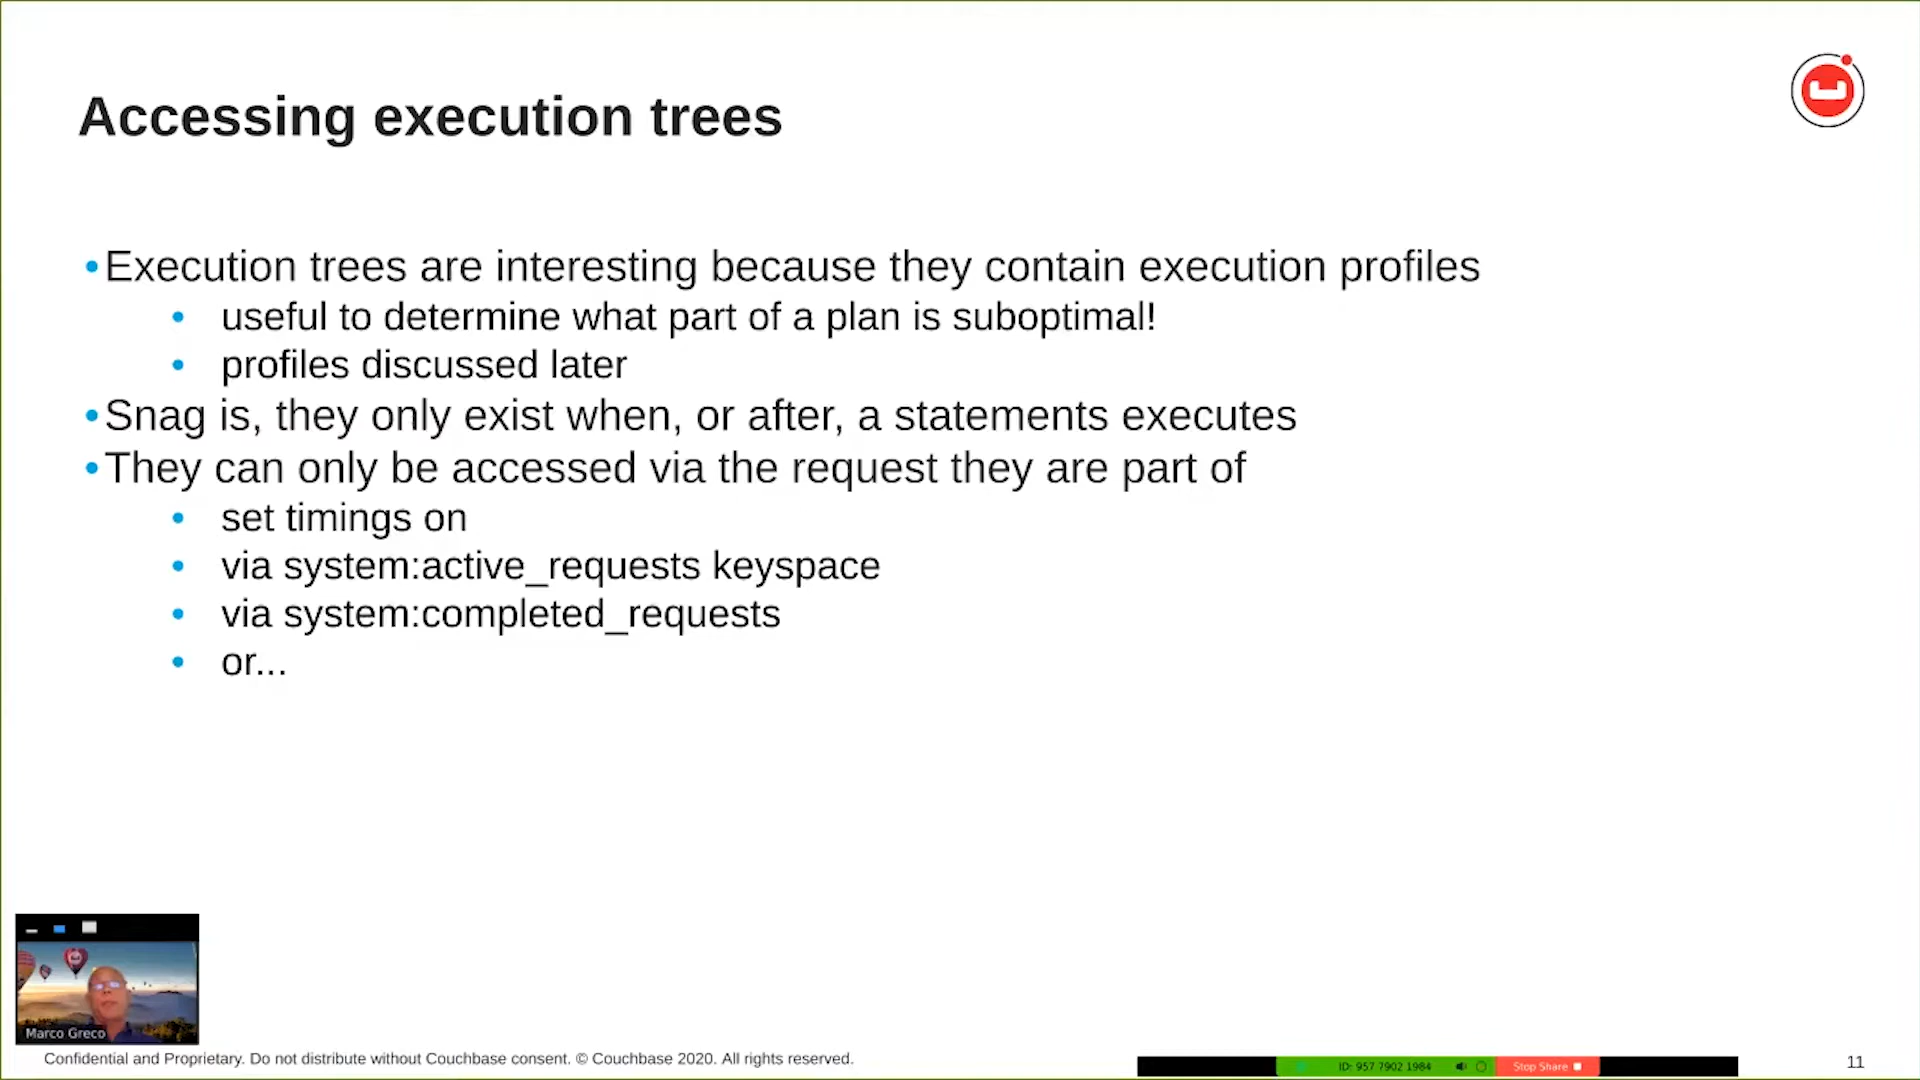 Accessing execution trees
•Execution trees are interesting because they contain execution profiles
• useful to determine what part of a plan is suboptimal!
• profiles discussed later
•Snag is, they only exist when, or after, a statements executes
•They can only be accessed via the request they are part of
• set timings on
• via system:active_requests keyspace
• via system:completed_requests
• or...
Marco Greco
Confidential and Proprietary. Do not distribute without Couchbase consent. © Couchbase 2020. All rights reserved.
ID: 957 7902 1984
Stop Share
11